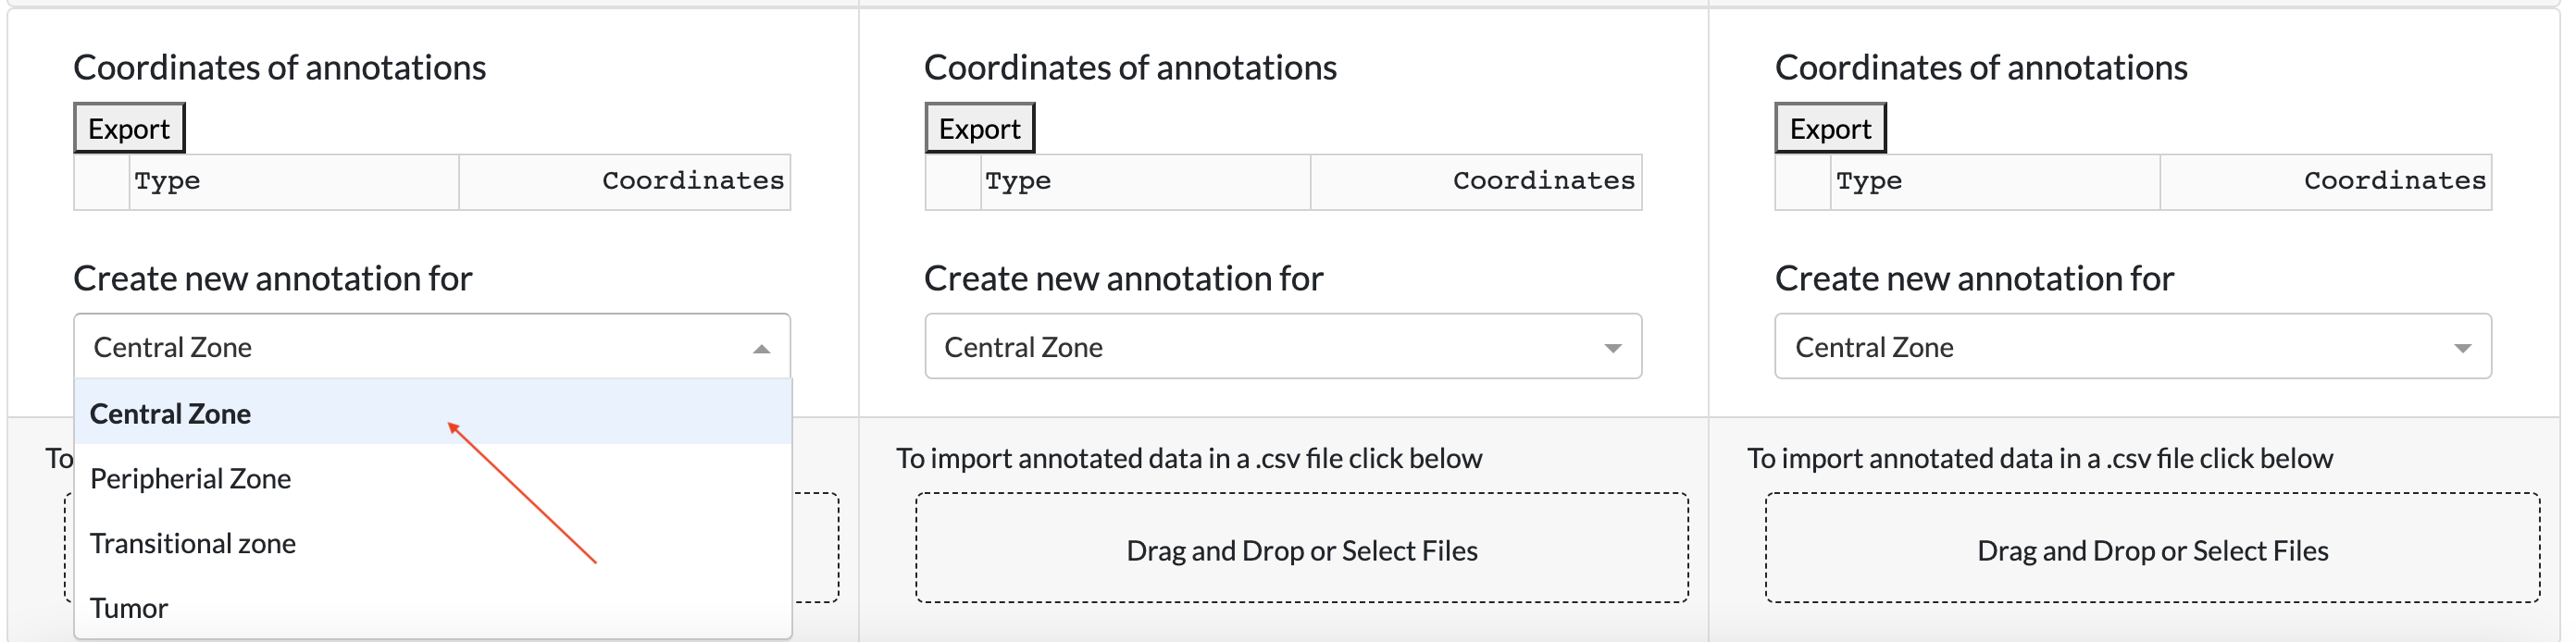 Coordinates of annotations
Export
Type Coordinates
Create new annotation for
Central Zone
Central Zone
Peripherial Zone
Transitional zone
Tumor
To
Coordinates of annotations
Export
Type Coordinates
Create new annotation for
Central Zone
To import annotated data in a .csv file click below
Drag and Drop or Select Files
Coordinates of annotations
Export
Type Coordinates
Create new annotation for
Central Zone
To import annotated data in a .csv file click below
Drag and Drop or Select Files